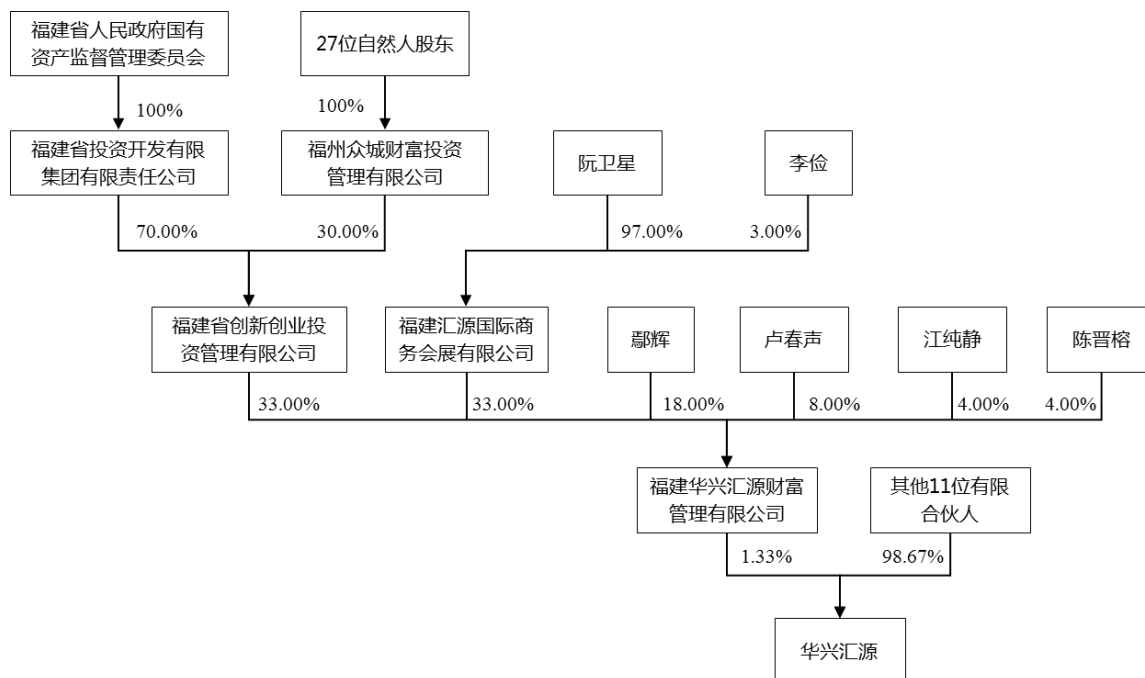 福建省人民政府国有
资产监督管理委员会
27位自然人股东
100%
100%
福建省投资开发有限
集团有限责任公司
福州众城财富投资
管理有限公司
阮卫星
李俭
70.00%
30.00%
97.00%
3.00%
福建省创新创业投
资管理有限公司
福建汇源国际商
务会展有限公司
鄢辉
卢春声
江纯静
陈晋榕
33.00%
33.00%
18.00%
8.00%
4.00%
4.00%
福建华兴汇源财富
管理有限公司
其他11位有限
合伙人
1.33%
98.67%
华兴汇源